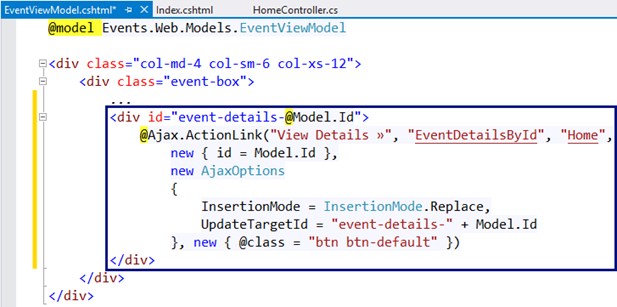 EventViewModel.cshtml* Index.cshtml HomeController.cs
@model Events.Web.Models.EventViewModel
<div class="col-md-4 col-sm-6 col-xs-12">
<div class="event-box">
...
<div id="event-details-@Model.Id">
@Ajax.ActionLink("View Details »", "EventDetailsById", "Home",
new { id = Model.Id },
new AjaxOptions
{
InsertionMode = InsertionMode.Replace,
UpdateTargetId = "event-details-" + Model.Id
}, new { @class = "btn btn-default" })
</div>
</div>
</div>